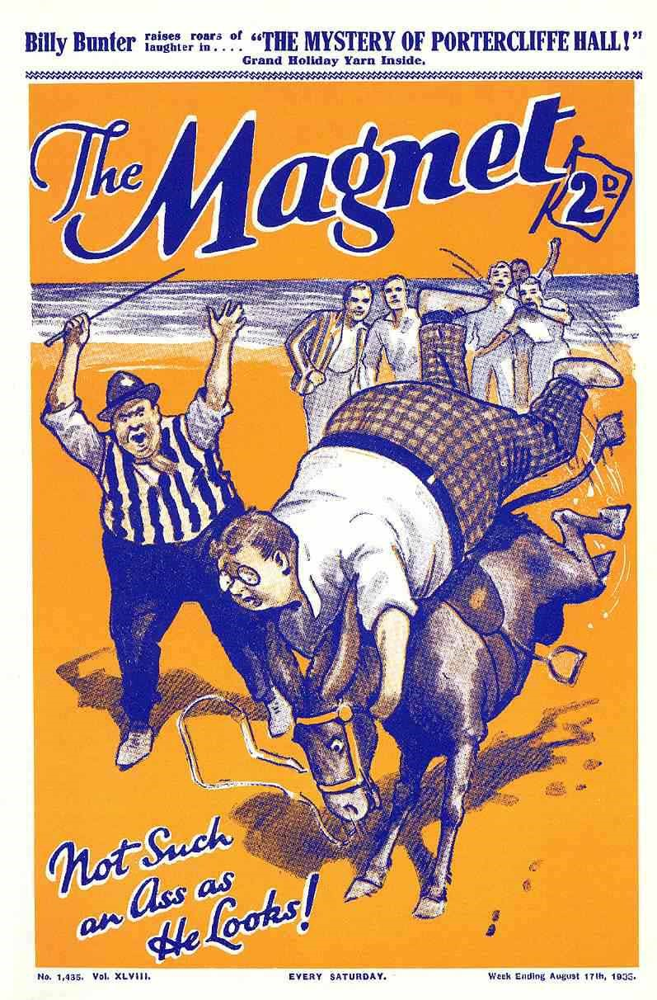 Billy Bunter raises roars of laughter in.... "THE MYSTERY OF PORTERCLIFFE HALL!"
Grand Holiday Yarn Inside.
The Magnet 2D
Not Such
an Ass as
He Looks!
No. 1,435. Vol. XLVIII. EVERY SATURDAY. Week Ending August 17th, 1935.